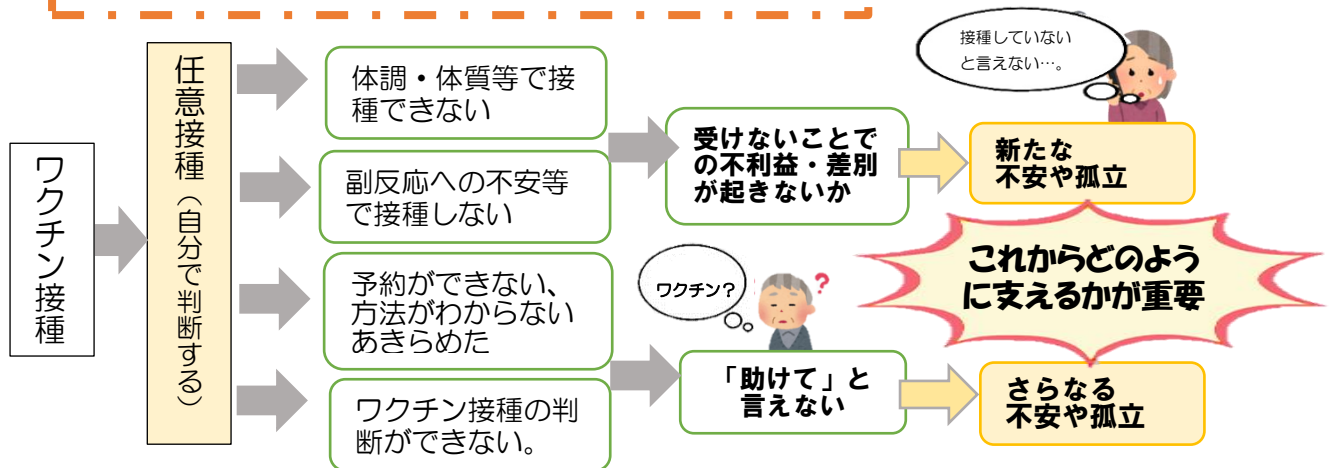 ワクチン接種
任意接種（自分で判断する）
体調・体質等で接
種できない
副反応への不安等
で接種しない
予約ができない、
方法がわからない
あきらめた
ワクチン接種の判
断ができない。
受けないことで
の不利益・差別
が起きないか
ワクチン？
?
「助けて」と
言えない
接種していない
と言えない…。
新たな
不安や孤立
これからどのよう
に支えるかが重要
さらなる
不安や孤立